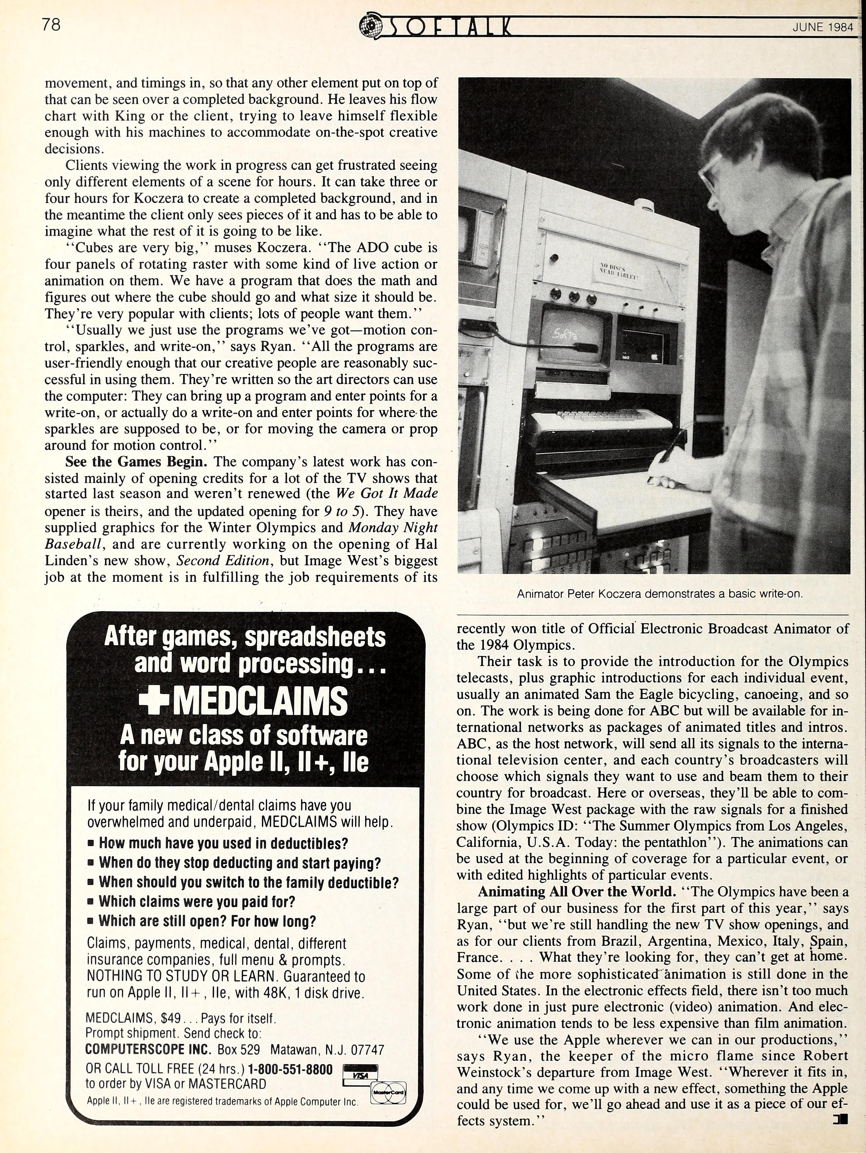 78
SOFTALK
JUNE 1984
movement, and timings in, so that any other element put on top of
that can be seen over a completed background. He leaves his flow
chart with King or the client, trying to leave himself flexible
enough with his machines to accommodate on-the-spot creative
decisions.
Clients viewing the work in progress can get frustrated seeing
only different elements of a scene for hours. It can take three or
four hours for Koczera to create a completed background, and in
the meantime the client only sees pieces of it and has to be able to
imagine what the rest of it is going to be like.
‘‘Cubes are very big,’’ muses Koczera. ‘‘The ADO cube is
four panels of rotating raster with some kind of live action or
animation on them. We have a program that does the math and
figures out where the cube should go and what size it should be.
They’re very popular with clients; lots of people want them.’’
‘‘Usually we just use the programs we’ve got—motion con-
trol, sparkles, and write-on,’’ says Ryan. ‘‘All the programs are
user-friendly enough that our creative people are reasonably suc-
cessful in using them. They’re written so the art directors can use
the computer: They can bring up a program and enter points for a
write-on, or actually do a write-on and enter points for where the
sparkles are supposed to be, or for moving the camera or prop
around for motion control.’’
See the Games Begin. The company’s latest work has con-
sisted mainly of opening credits for a lot of the TV shows that
started last season and weren’t renewed (the We Got It Made
opener is theirs, and the updated opening for 9 to 5). They have
supplied graphics for the Winter Olympics and Monday Night
Baseball, and are currently working on the opening of Hal
Linden’s new show, Second Edition, but Image West’s biggest
job at the moment is in fulfilling the job requirements of its
NO DISCS
NEAR TABLET!
Soft
Animator Peter Koczera demonstrates a basic write-on.
recently won title of Official Electronic Broadcast Animator of
the 1984 Olympics.
Their task is to provide the introduction for the Olympics
telecasts, plus graphic introductions for each individual event,
usually an animated Sam the Eagle bicycling, canoeing, and so
on. The work is being done for ABC but will be available for in-
ternational networks as packages of animated titles and intros.
ABC, as the host network, will send all its signals to the interna-
tional television center, and each country’s broadcasters will
choose which signals they want to use and beam them to their
country for broadcast. Here or overseas, they’ll be able to com-
bine the Image West package with the raw signals for a finished
show (Olympics ID: ‘‘The Summer Olympics from Los Angeles,
California, U.S.A. Today: the pentathlon’’). The animations can
be used at the beginning of coverage for a particular event, or
with edited highlights of particular events.
Animating All Over the World. ‘‘The Olympics have been a
large part of our business for the first part of this year,’’ says
Ryan, ‘‘but we’re still handling the new TV show openings, and
as for our clients from Brazil, Argentina, Mexico, Italy, Spain,
France. . . . What they’re looking for, they can’t get at home.
Some of the more sophisticated animation is still done in the
United States. In the electronic effects field, there isn’t too much
work done in just pure electronic (video) animation. And elec-
tronic animation tends to be less expensive than film animation.
‘‘We use the Apple wherever we can in our productions,’’
says Ryan, the keeper of the micro flame since Robert
Weinstock’s departure from Image West. ‘‘Wherever it fits in,
and any time we come up with a new effect, something the Apple
could be used for, we’ll go ahead and use it as a piece of our ef-
fects system.’’
After games, spreadsheets
and word processing...
MEDCLAIMS
A new class of software
for your Apple II, II+, IIe
If your family medical/dental claims have you
overwhelmed and underpaid, MEDCLAIMS will help.
▪ How much have you used in deductibles?
▪ When do they stop deducting and start paying?
▪ When should you switch to the family deductible?
▪ Which claims were you paid for?
▪ Which are still open? For how long?
Claims, payments, medical, dental, different
insurance companies, full menu & prompts.
NOTHING TO STUDY OR LEARN. Guaranteed to
run on Apple II, II+, IIe, with 48K, 1 disk drive.
MEDCLAIMS, $49... Pays for itself.
Prompt shipment. Send check to:
COMPUTERSCOPE INC. Box 529 Matawan, N.J. 07747
OR CALL TOLL FREE (24 hrs.) 1-800-551-8800
to order by VISA or MASTERCARD
VISA
MasterCard
Apple II, II+, IIe are registered trademarks of Apple Computer Inc.